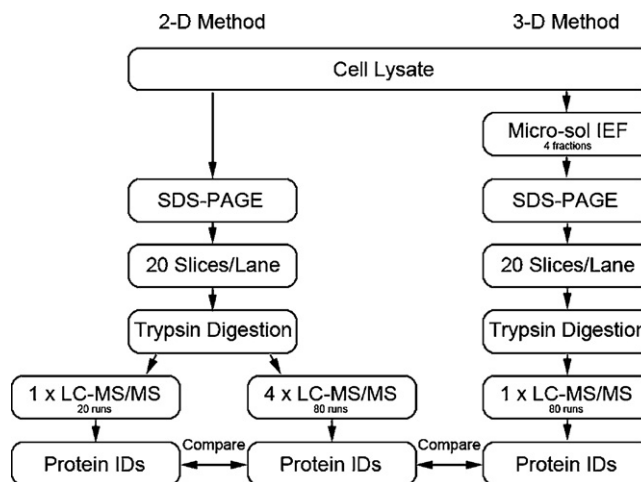 2-D Method
3-D Method
Cell Lysate
Micro-sol IEF
4 fractions
SDS-PAGE
SDS-PAGE
20 Slices/Lane
20 Slices/Lane
Trypsin Digestion
Trypsin Digestion
1 x LC-MS/MS
20 runs
4 x LC-MS/MS
80 runs
1 x LC-MS/MS
80 runs
Protein IDs
Compare
Protein IDs
Compare
Protein IDs